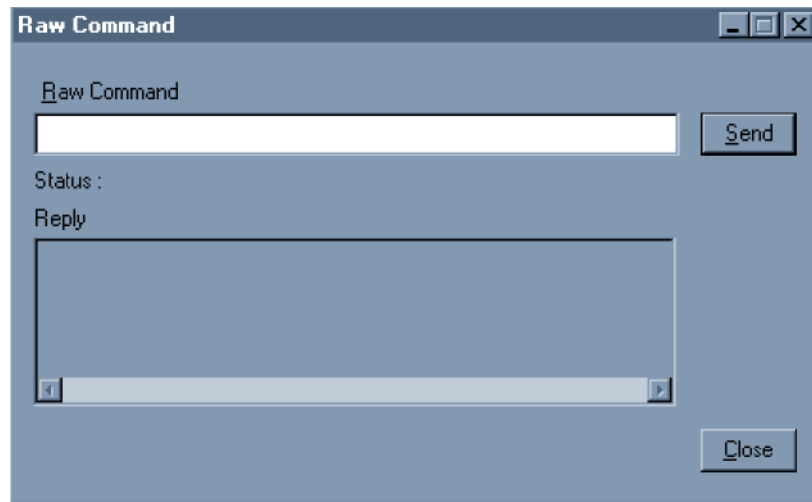 Raw Command
Raw Command
Send
Status :
Reply
Close